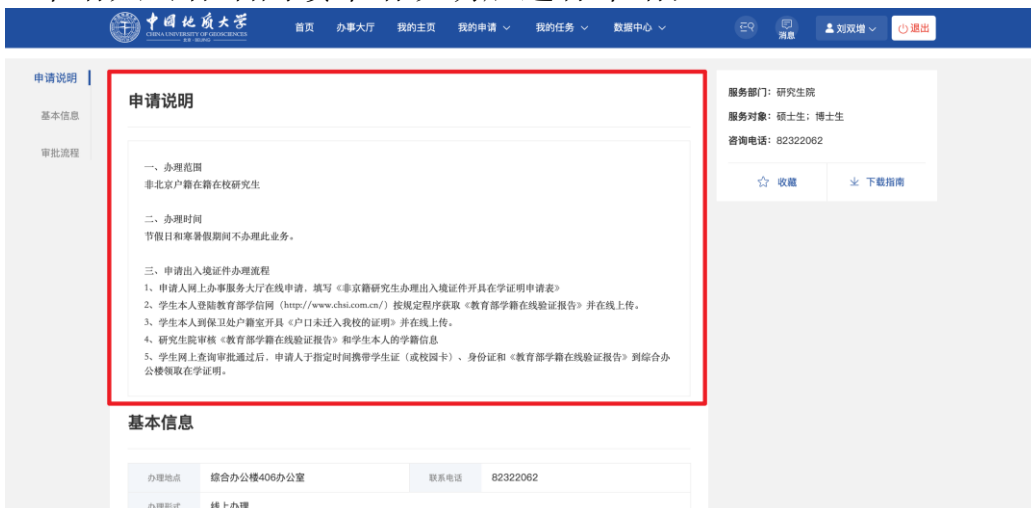 中国地质大学
CHINA UNIVERSITY OF GEOSCIENCES
首页 办事大厅 我的主页 我的申请 我的任务 数据中心 消息 刘双增 退出
申请说明
基本信息
审批流程
申请说明
一、办理范围
非北京户籍在籍在校研究生
二、办理时间
节假日和寒暑假期间不办理此业务。
三、申请出入境证件办理流程
1、申请人网上办事服务大厅在线申请，填写《非京籍研究生办理出入境证件开具在学证明申请表》
2、学生本人登陆教育部学信网（http://www.chsi.com.cn/）按规定程序获取《教育部学籍在线验证报告》并在线上传。
3、学生本人到保卫处户籍室开具《户口未迁入我校的证明》并在线上传。
4、研究生院审核《教育部学籍在线验证报告》和学生本人的学籍信息
5、学生网上查询审批通过后，申请人于指定时间携带学生证（或校园卡）、身份证和《教育部学籍在线验证报告》到综合办
公楼领取在学证明。
服务部门：研究生院
服务对象：硕士生；博士生
咨询电话：82322062
收藏 下载指南
基本信息
办理地点 综合办公楼406办公室 联系电话 82322062